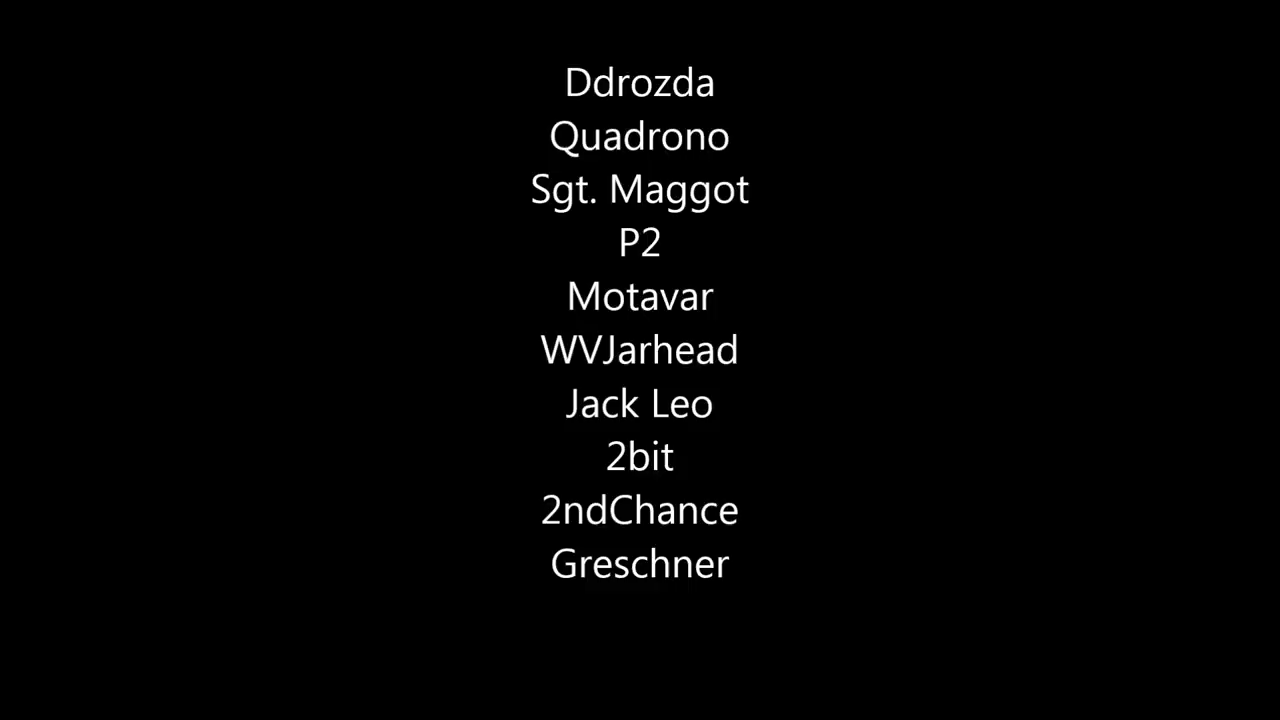 Ddrozda
Quadrono
Sgt. Maggot
P2
Motavar
WVJarhead
Jack Leo
2bit
2ndChance
Greschner